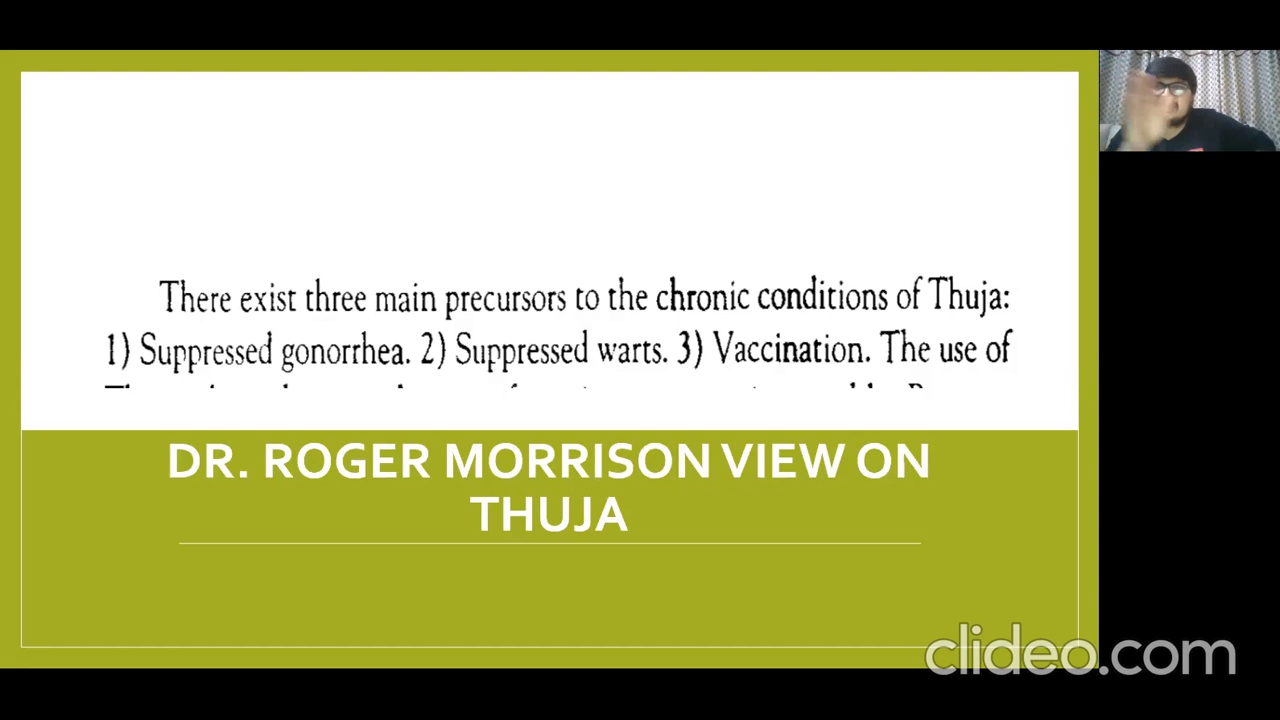 There exist three main precursors to the chronic conditions of Thuja:
1) Suppressed gonorrhea. 2) Suppressed warts. 3) Vaccination. The use of
DR. ROGER MORRISON VIEW ON
THUJA
clideo.com